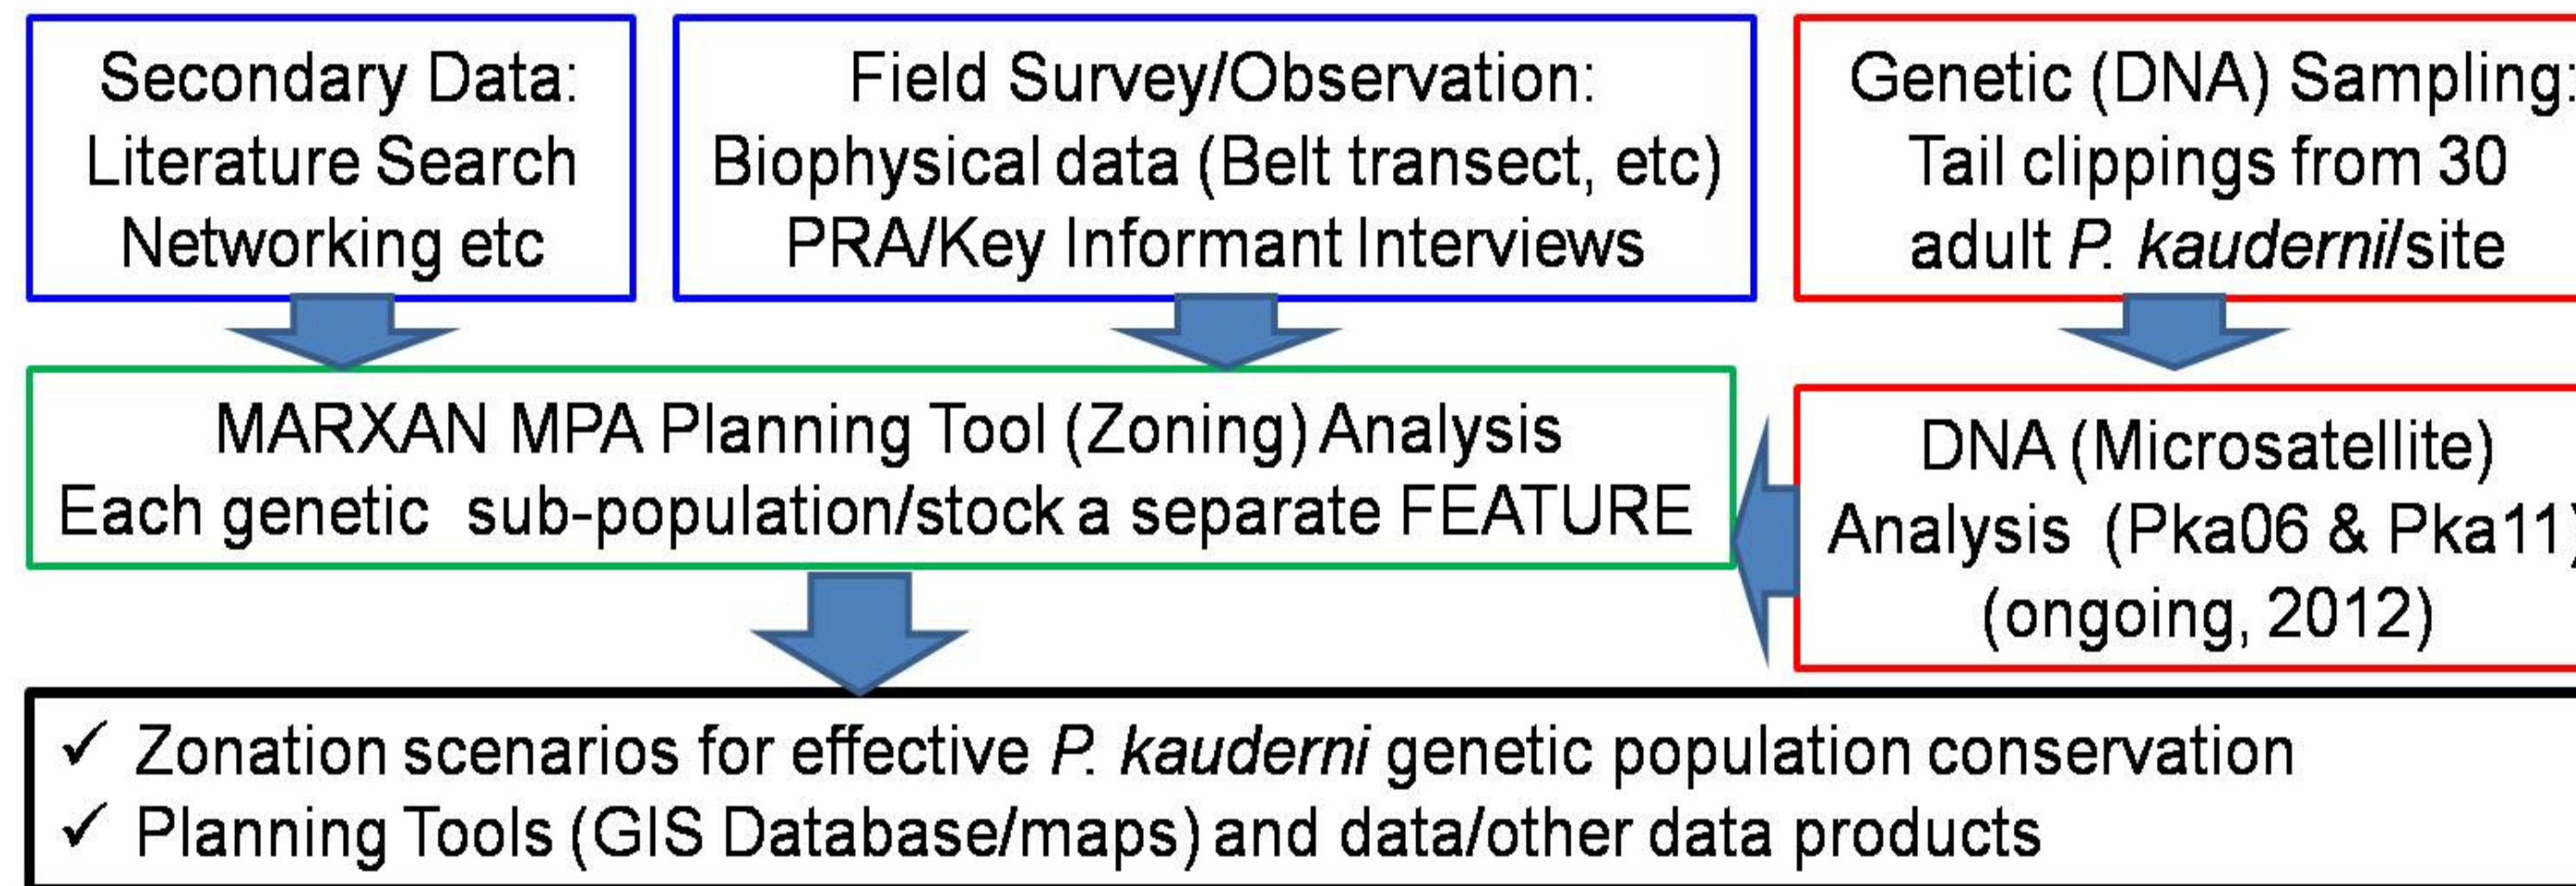 Secondary Data:
Literature Search
Networking etc
Field Survey/Observation:
Biophysical data (Belt transect, etc)
PRA/Key Informant Interviews
Genetic (DNA) Sampling:
Tail clippings from 30
adult P. kauderni/site
MARXAN MPA Planning Tool (Zoning) Analysis
Each genetic sub-population/stock a separate FEATURE
DNA (Microsatellite)
Analysis (Pka06 & Pka11)
(ongoing, 2012)
✓ Zonation scenarios for effective P. kauderni genetic population conservation
✓ Planning Tools (GIS Database/maps) and data/other data products